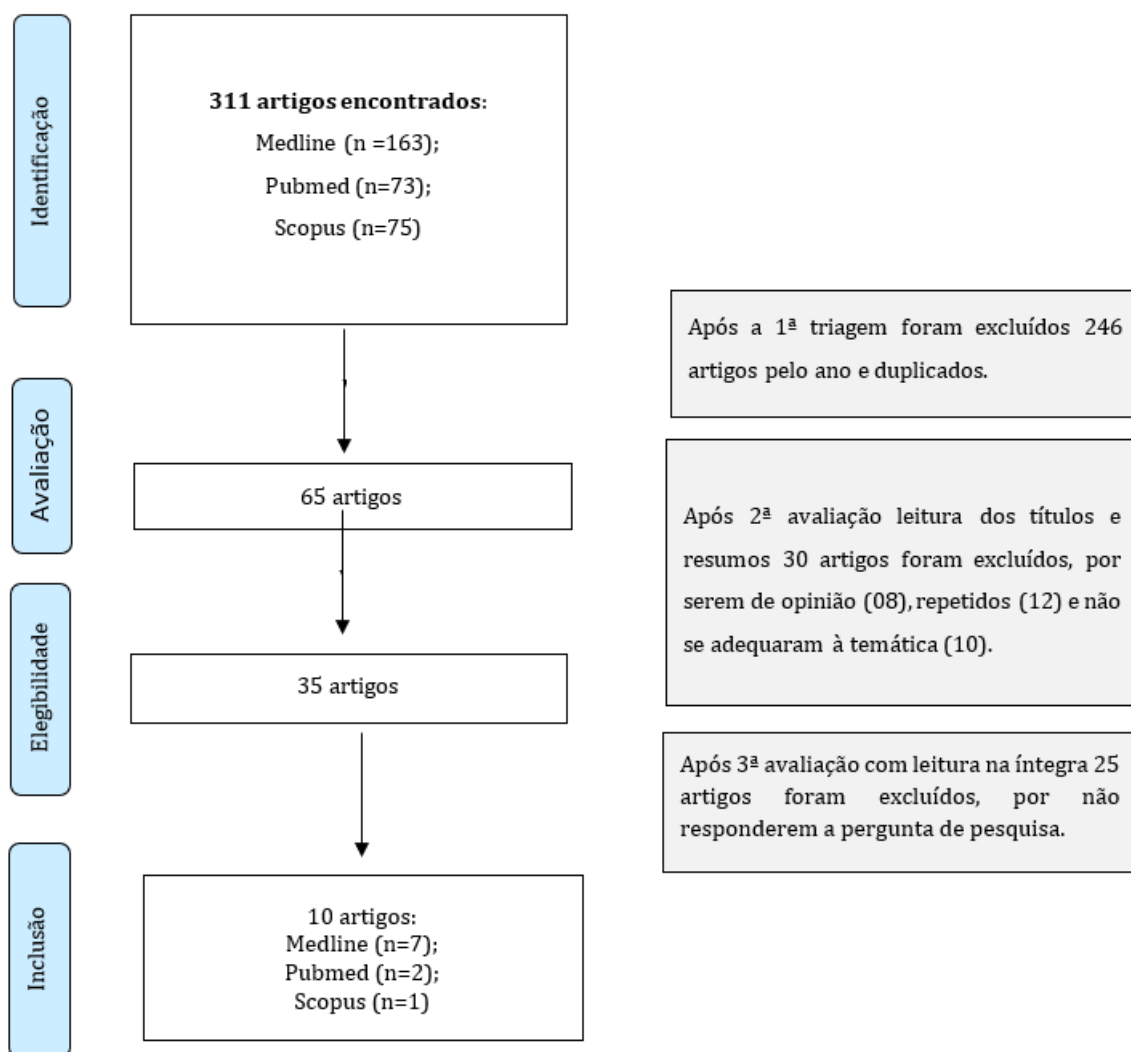 Identificação
311 artigos encontrados:
Medline (n =163);
Pubmed (n=73);
Scopus (n=75)
Após a 1ª triagem foram excluídos 246
artigos pelo ano e duplicados.
Avaliação
65 artigos
Após 2ª avaliação leitura dos títulos e
resumos 30 artigos foram excluídos, por
serem de opinião (08), repetidos (12) e não
se adequaram à temática (10).
Elegibilidade
35 artigos
Após 3ª avaliação com leitura na íntegra 25
artigos foram excluídos, por não
responderem a pergunta de pesquisa.
Inclusão
10 artigos:
Medline (n=7);
Pubmed (n=2);
Scopus (n=1)